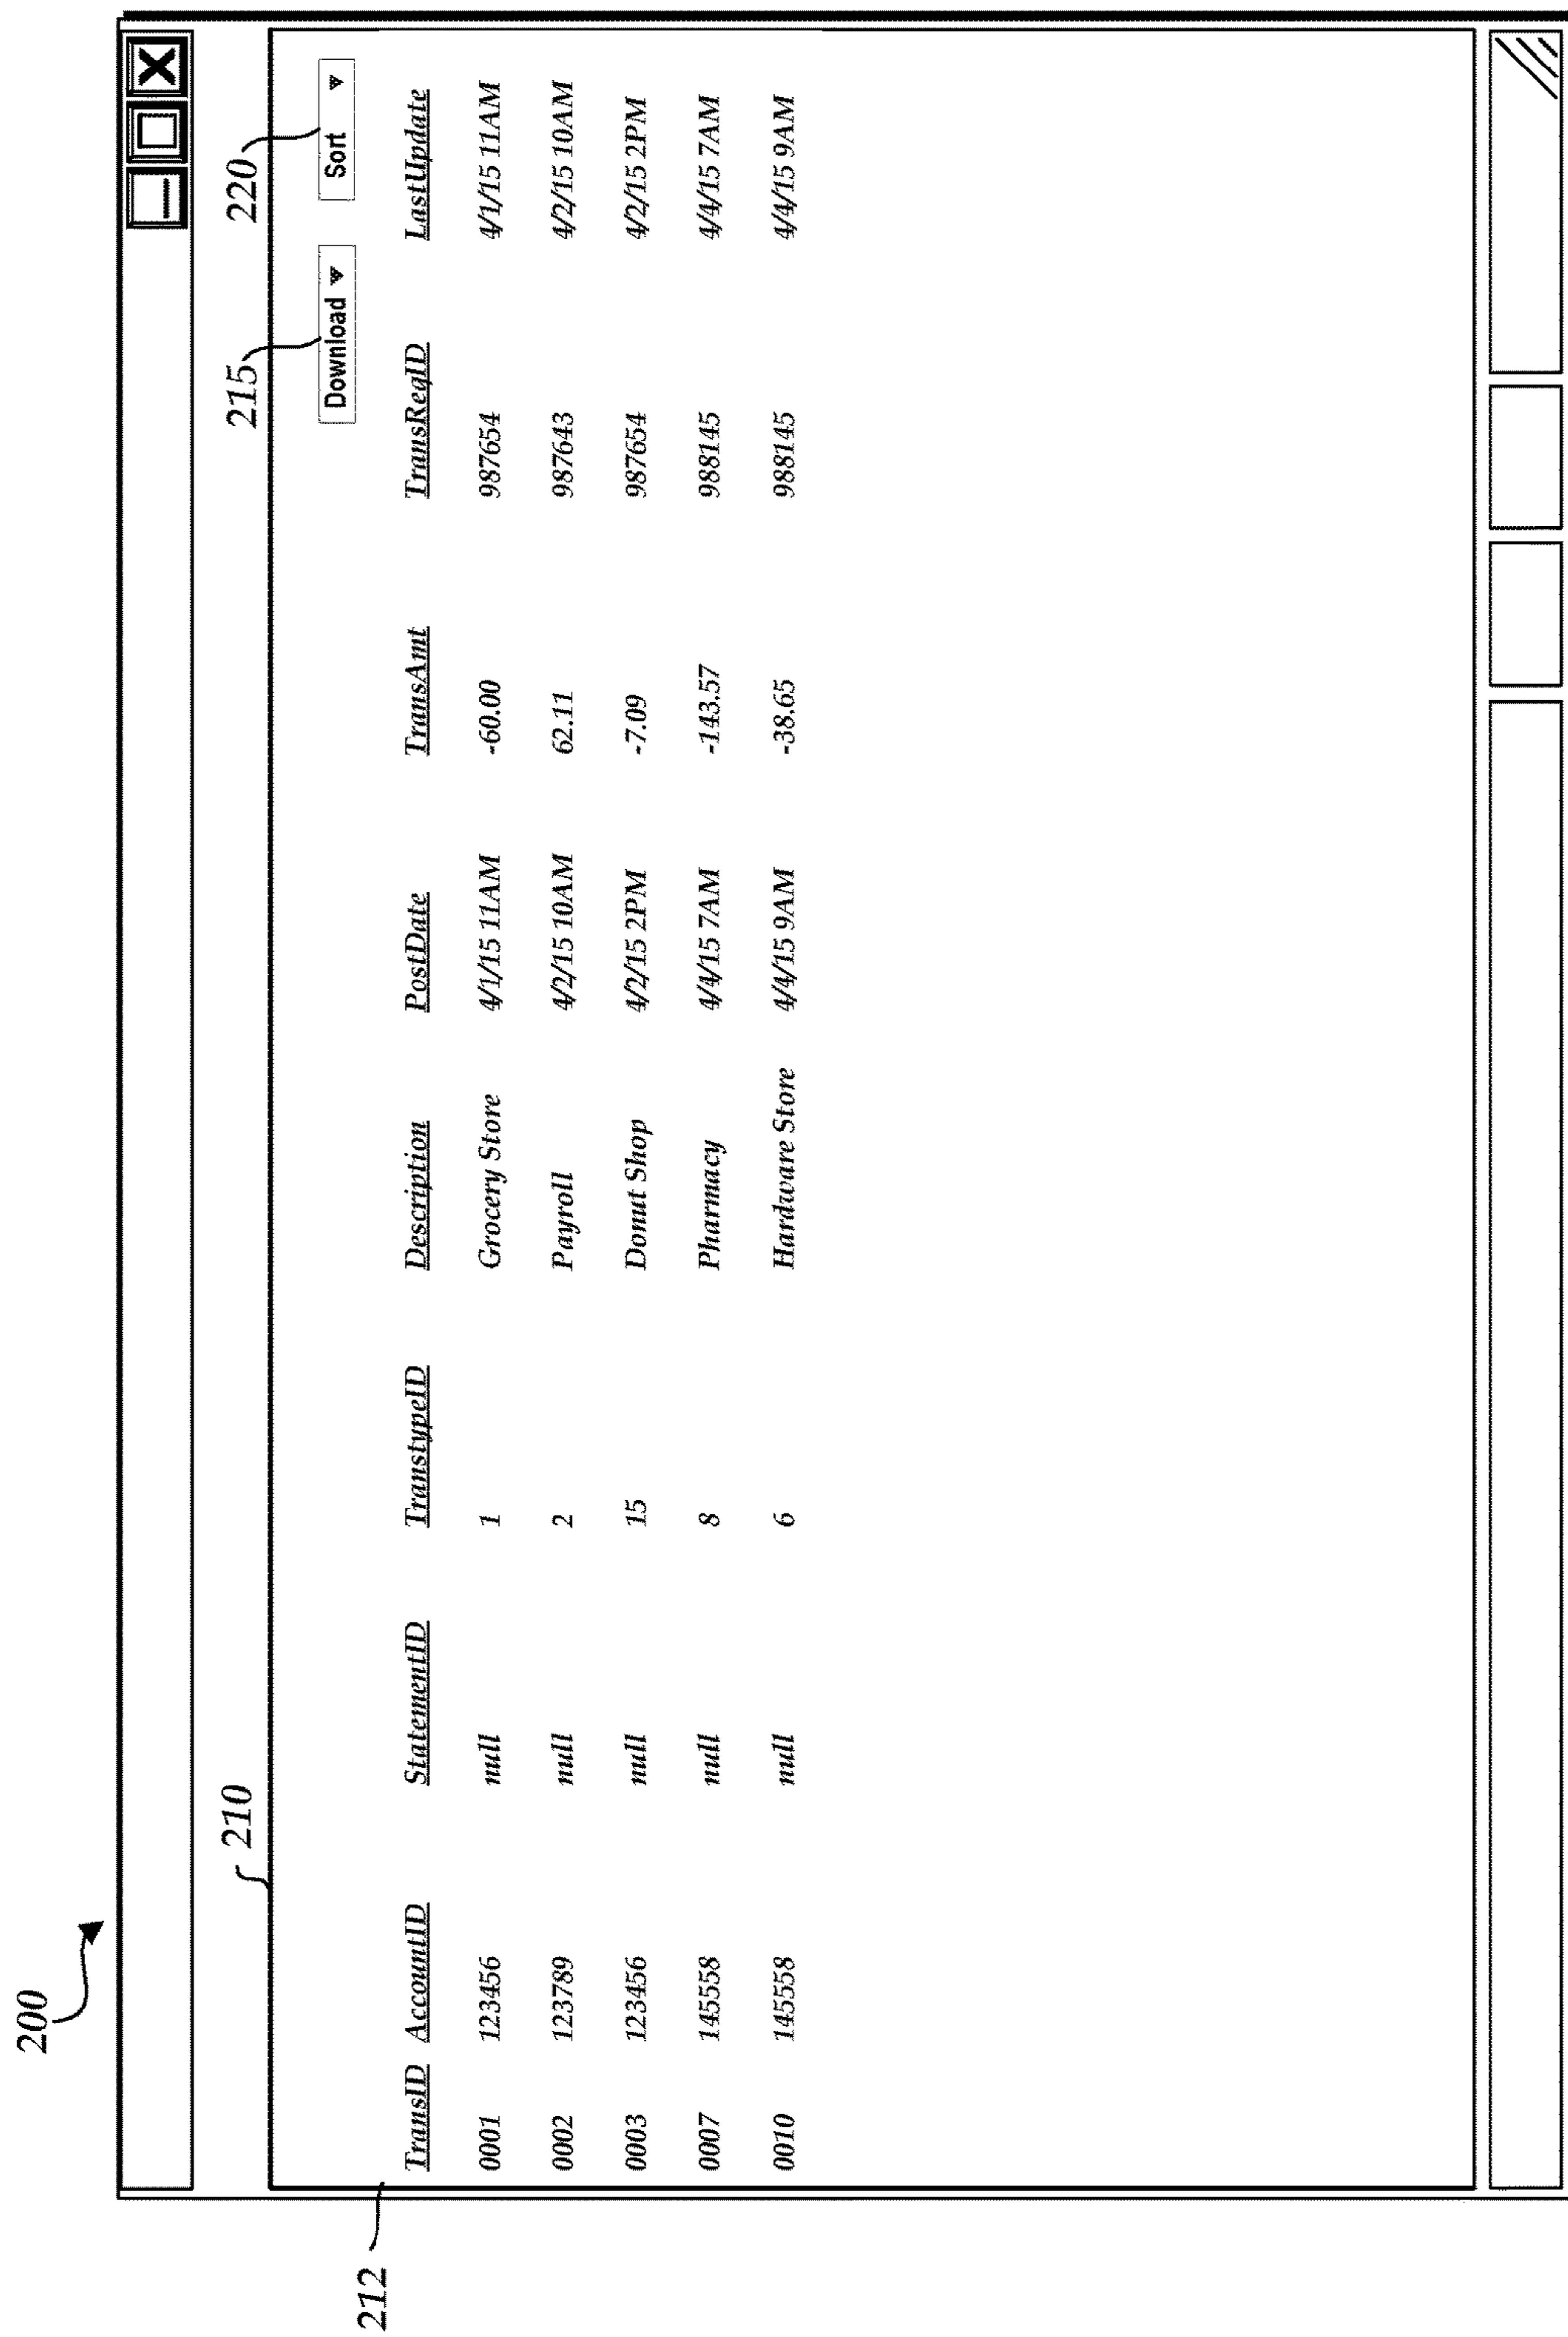 200
210
215
220
Download
Sort
212
TransID AccountID StatementID TranstypeID Description PostDate TransAmt TransReqID LastUpdate
0001 123456 null 1 Grocery Store 4/1/15 11AM -60.00 987654 4/1/15 11AM
0002 123789 null 2 Payroll 4/2/15 10AM 62.11 987643 4/2/15 10AM
0003 123456 null 15 Donut Shop 4/2/15 2PM -7.09 987654 4/2/15 2PM
0007 145558 null 8 Pharmacy 4/4/15 7AM -143.57 988145 4/4/15 7AM
0010 145558 null 6 Hardware Store 4/4/15 9AM -38.65 988145 4/4/15 9AM